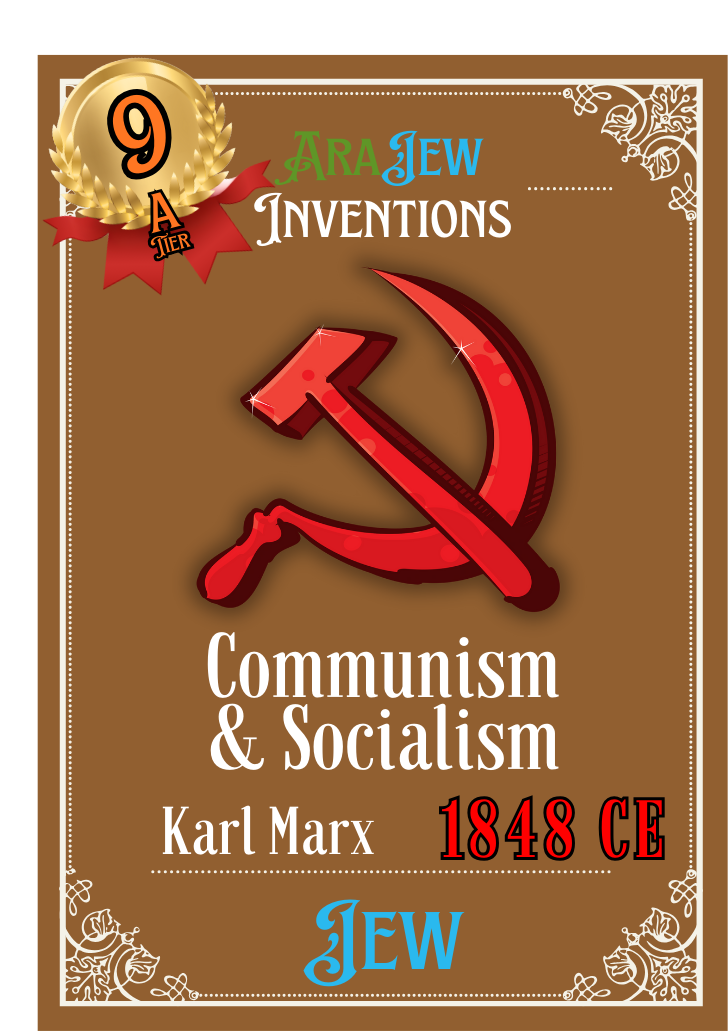 9
A
Tier
AraJew
Inventions
Communism
& Socialism
Karl Marx 1848 CE
Jew